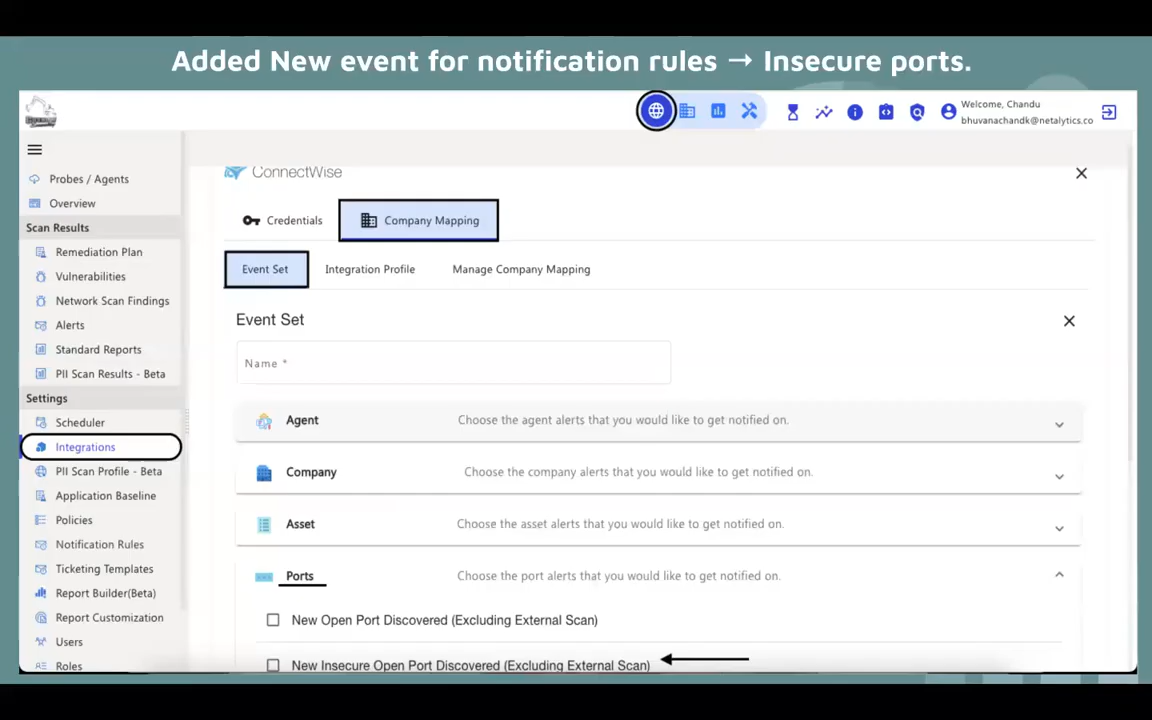 Added New event for notification rules → Insecure ports.
Welcome, Chandu
bhuvanachandk@netalytics.co
Probes / Agents
Overview
Scan Results
Remediation Plan
Vulnerabilities
Network Scan Findings
Alerts
Standard Reports
PII Scan Results - Beta
Settings
Scheduler
Integrations
PII Scan Profile - Beta
Application Baseline
Policies
Notification Rules
Ticketing Templates
Report Builder(Beta)
Report Customization
Users
Roles
ConnectWise
Credentials
Company Mapping
Event Set
Integration Profile
Manage Company Mapping
Event Set
Name *
Agent
Choose the agent alerts that you would like to get notified on.
Company
Choose the company alerts that you would like to get notified on.
Asset
Choose the asset alerts that you would like to get notified on.
Ports
Choose the port alerts that you would like to get notified on.
New Open Port Discovered (Excluding External Scan)
New Insecure Open Port Discovered (Excluding External Scan)